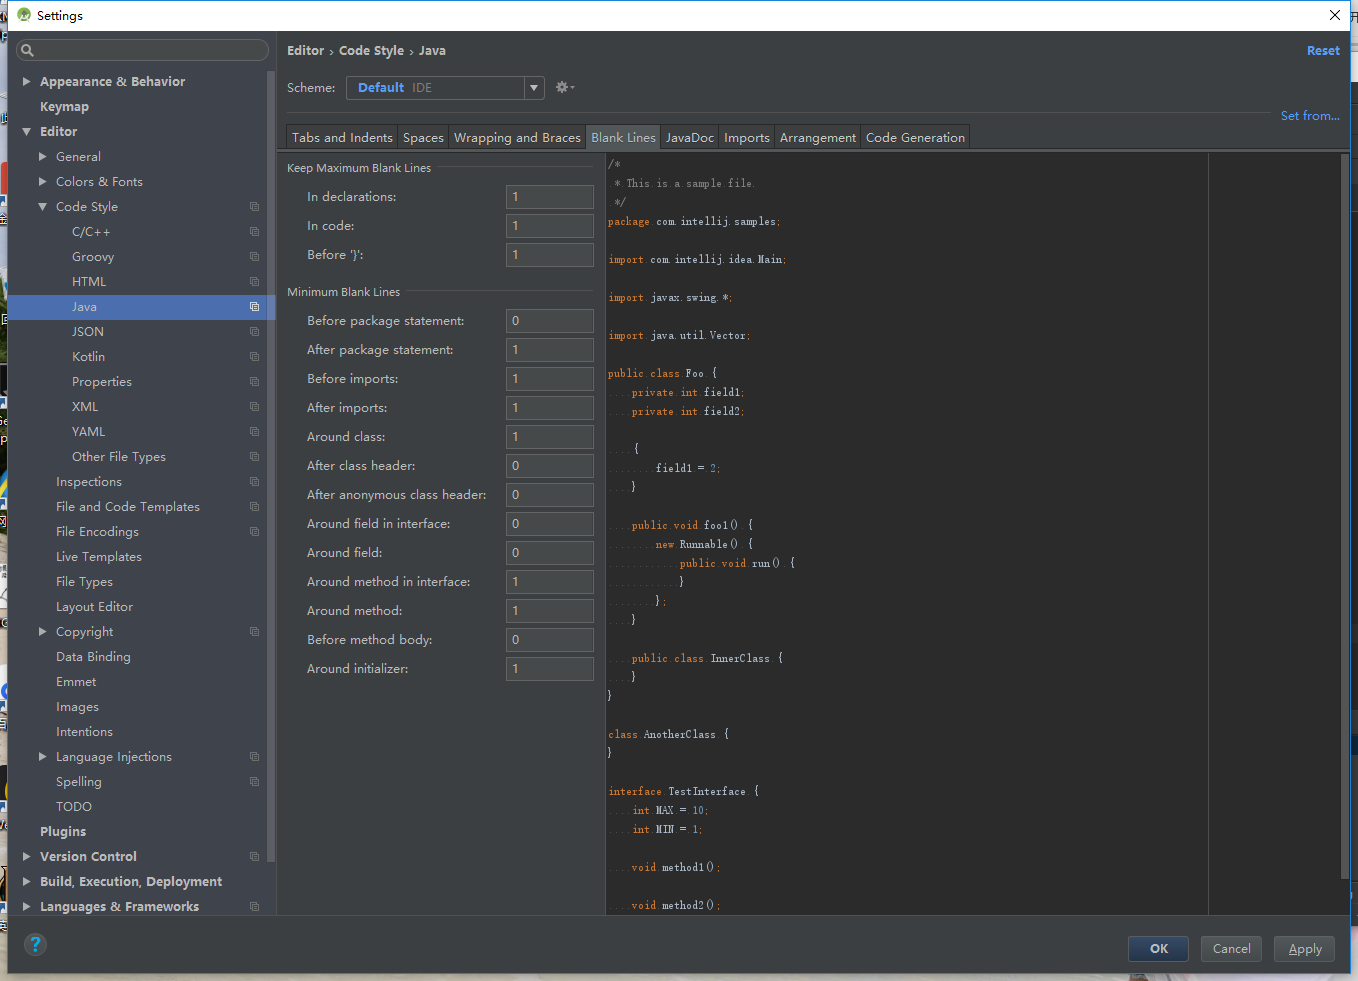 Settings
Editor › Code Style › Java
Reset
Scheme: Default IDE
Set from...
Appearance & Behavior
Keymap
Editor
General
Colors & Fonts
Code Style
C/C++
Groovy
HTML
Java
JSON
Kotlin
Properties
XML
YAML
Other File Types
Inspections
File and Code Templates
File Encodings
Live Templates
File Types
Layout Editor
Copyright
Data Binding
Emmet
Images
Intentions
Language Injections
Spelling
TODO
Plugins
Version Control
Build, Execution, Deployment
Languages & Frameworks
Tabs and Indents Spaces Wrapping and Braces Blank Lines JavaDoc Imports Arrangement Code Generation
Keep Maximum Blank Lines
In declarations: 1
In code: 1
Before '}': 1
Minimum Blank Lines
Before package statement: 0
After package statement: 1
Before imports: 1
After imports: 1
Around class: 1
After class header: 0
After anonymous class header: 0
Around field in interface: 0
Around field: 0
Around method in interface: 1
Around method: 1
Before method body: 0
Around initializer: 1
/*
 * This is a sample file.
 */
package com.intellij.samples;
import com.intellij.idea.Main;
import javax.swing.*;
import java.util.Vector;
public class Foo {
    private int field1;
    private int field2;
    {
        field1 = 2;
    }
    public void foo1() {
        new Runnable() {
            public void run() {
            }
        };
    }
    public class InnerClass {
    }
}
class AnotherClass {
}
interface TestInterface {
    int MAX = 10;
    int MIN = 1;
    void method1();
    void method2();
?
OK Cancel Apply